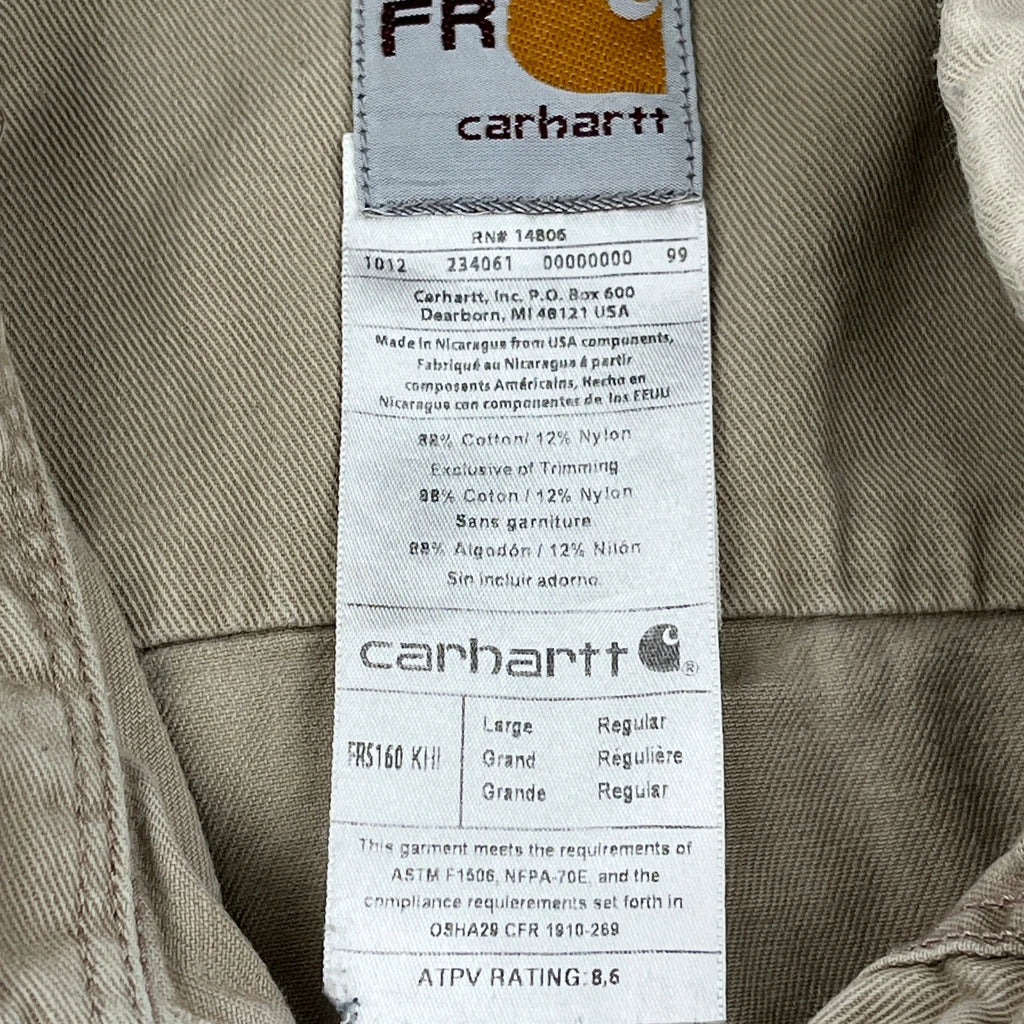 FR
carhartt
RN# 14806
1012 234061 00000000 99
Carhartt, Inc. P.O. Box 600
Dearborn, MI 48121 USA
Made in Nicaragua from USA components,
Fabriqué au Nicaragua à partir
composents Américains, Hecho en
Nicaragua con componentes de los EEUU
88% Cotton/ 12% Nylon
Exclusive of Trimming
88% Coton / 12% Nylon
Sans garniture
88% Algodón / 12% Nilón
Sin incluir adorno
carhartt ®
FRS160 KHI
Large Regular
Grand Régulière
Grande Regular
This garment meets the requirements of
ASTM F1506, NFPA-70E, and the
compliance requierements set forth in
OSHA29 CFR 1910-269
ATPV RATING: 8,6